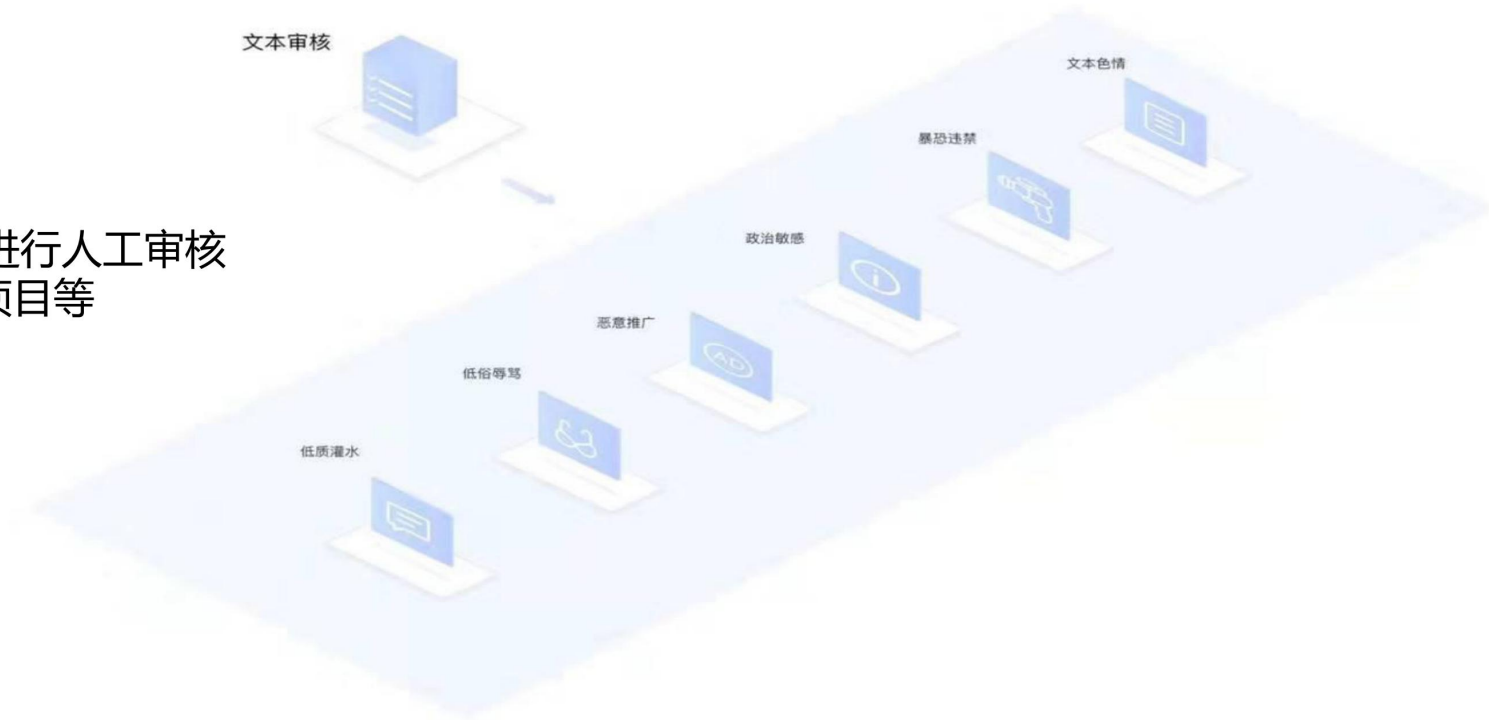 文本审核
文本色情
暴恐违禁
进行人工审核
政治敏感
项目等
恶意推广
AD
低俗辱骂
低质灌水